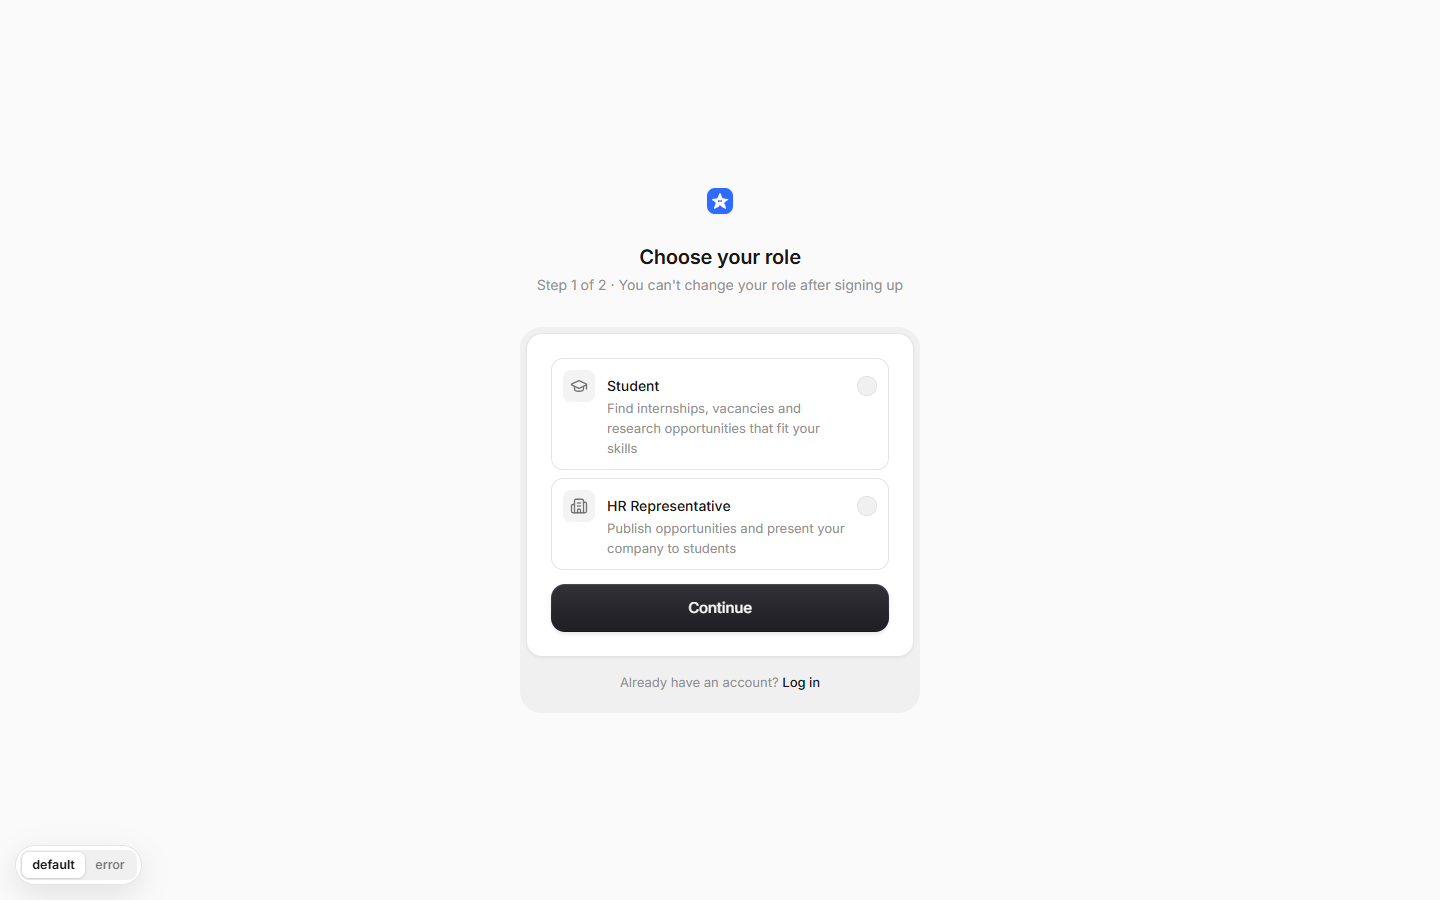 Choose your role
Step 1 of 2 · You can't change your role after signing up
Student
Find internships, vacancies and
research opportunities that fit your
skills
HR Representative
Publish opportunities and present your
company to students
Continue
Already have an account? Log in
default error